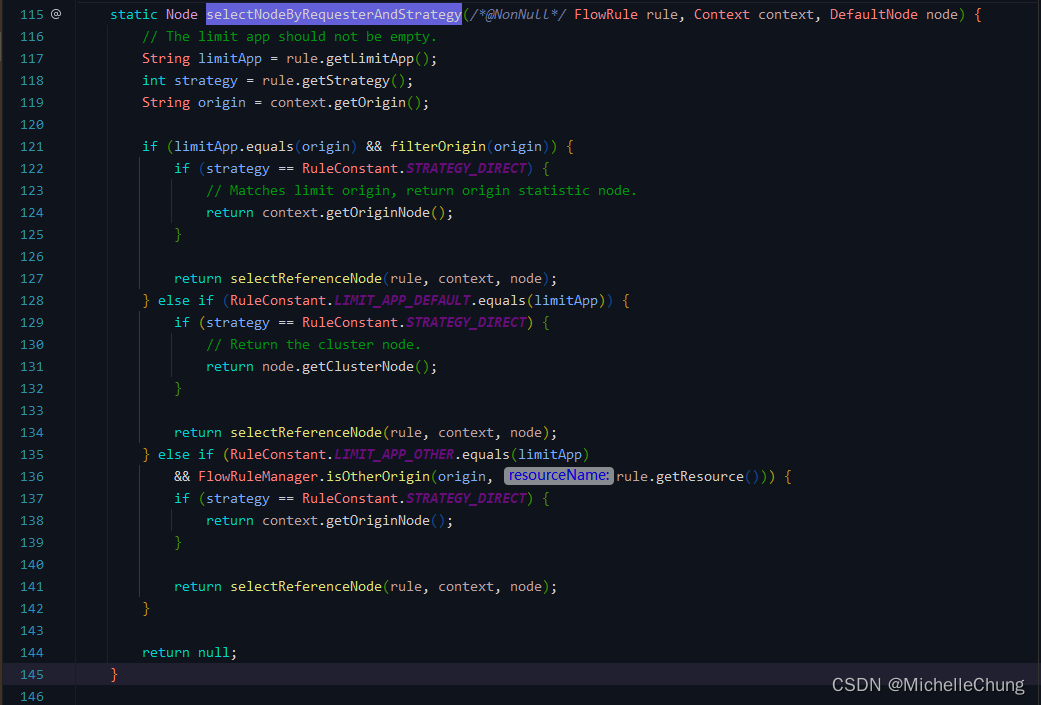 115 @ static Node selectNodeByRequesterAndStrategy(/*@NonNull*/ FlowRule rule, Context context, DefaultNode node) {
116 // The limit app should not be empty.
117 String limitApp = rule.getLimitApp();
118 int strategy = rule.getStrategy();
119 String origin = context.getOrigin();
120
121 if (limitApp.equals(origin) && filterOrigin(origin)) {
122 if (strategy == RuleConstant.STRATEGY_DIRECT) {
123 // Matches limit origin, return origin statistic node.
124 return context.getOriginNode();
125 }
126
127 return selectReferenceNode(rule, context, node);
128 } else if (RuleConstant.LIMIT_APP_DEFAULT.equals(limitApp)) {
129 if (strategy == RuleConstant.STRATEGY_DIRECT) {
130 // Return the cluster node.
131 return node.getClusterNode();
132 }
133
134 return selectReferenceNode(rule, context, node);
135 } else if (RuleConstant.LIMIT_APP_OTHER.equals(limitApp)
136 && FlowRuleManager.isOtherOrigin(origin, resourceName: rule.getResource())) {
137 if (strategy == RuleConstant.STRATEGY_DIRECT) {
138 return context.getOriginNode();
139 }
140
141 return selectReferenceNode(rule, context, node);
142 }
143
144 return null;
145 }
146
CSDN @MichelleChung